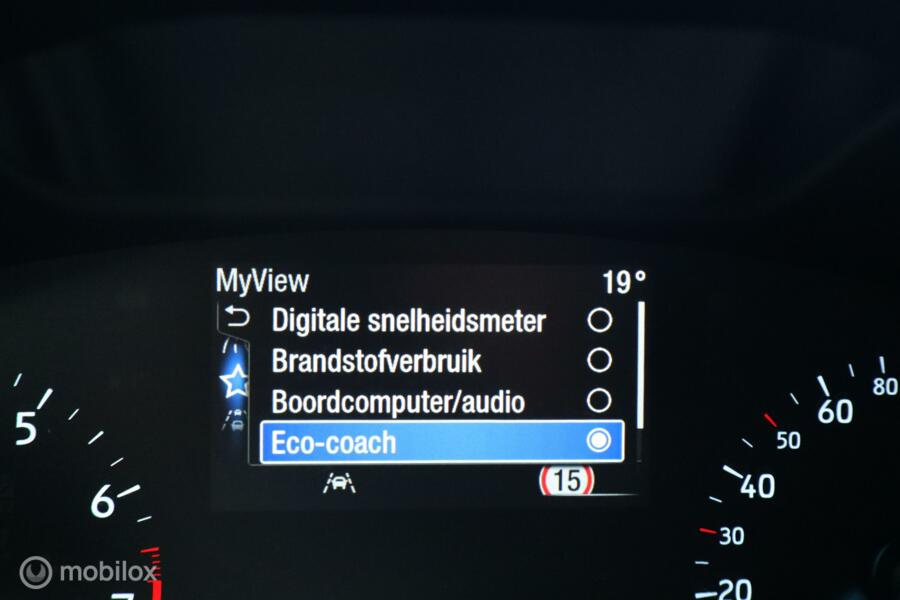 MyView 19°
Digitale snelheidsmeter
Brandstofverbruik
Boordcomputer/audio
Eco-coach
15
5
6
7
80
60
50
40
30
20
mobilox